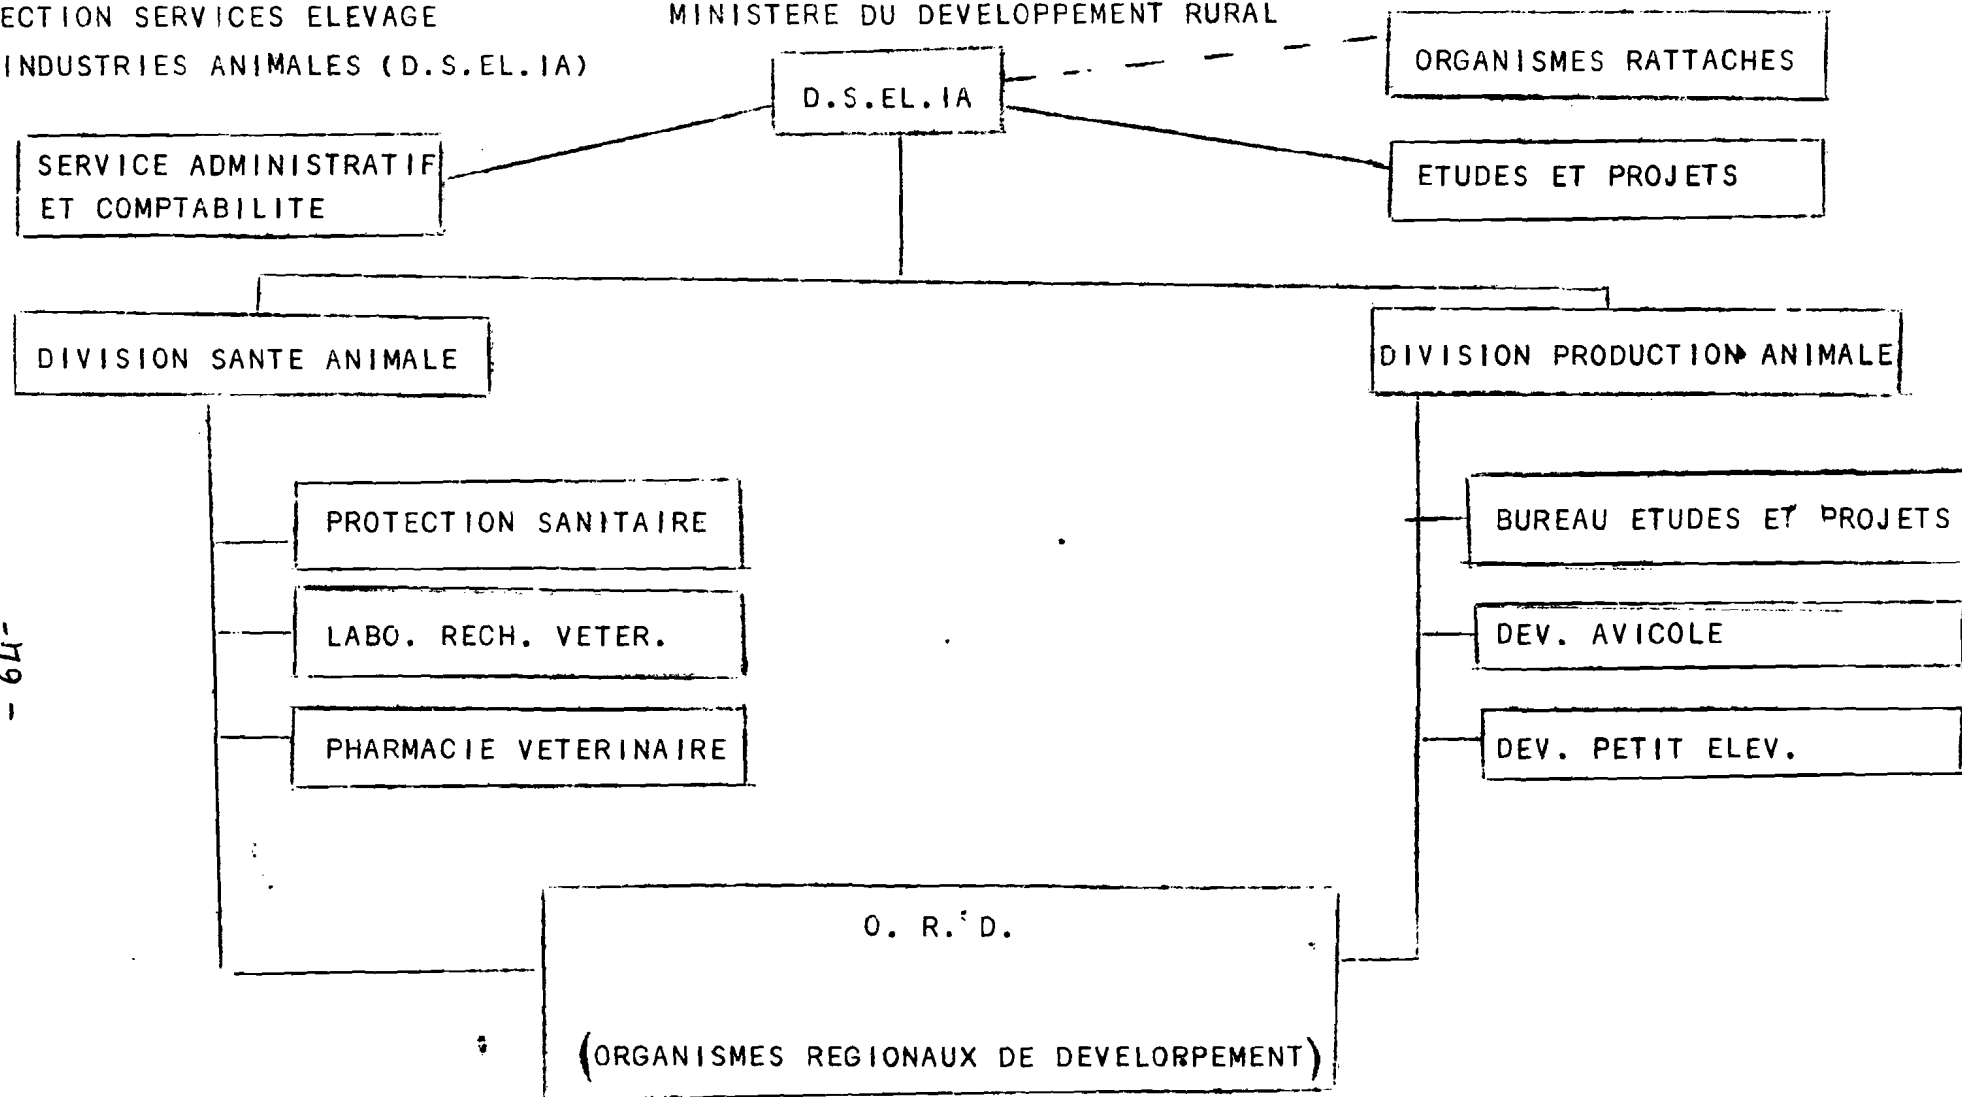 ECTION SERVICES ELEVAGE
INDUSTRIES ANIMALES (D.S.EL.IA)
MINISTERE DU DEVELOPPEMENT RURAL
D.S.EL.IA
ORGANISMES RATTACHES
SERVICE ADMINISTRATIF
ET COMPTABILITE
ETUDES ET PROJETS
DIVISION SANTE ANIMALE
DIVISION PRODUCTION ANIMALE
PROTECTION SANITAIRE
LABO. RECH. VETER.
PHARMACIE VETERINAIRE
BUREAU ETUDES ET PROJETS
DEV. AVICOLE
DEV. PETIT ELEV.
O. R. D.
(ORGANISMES REGIONAUX DE DEVELORPEMENT)
- 64 -